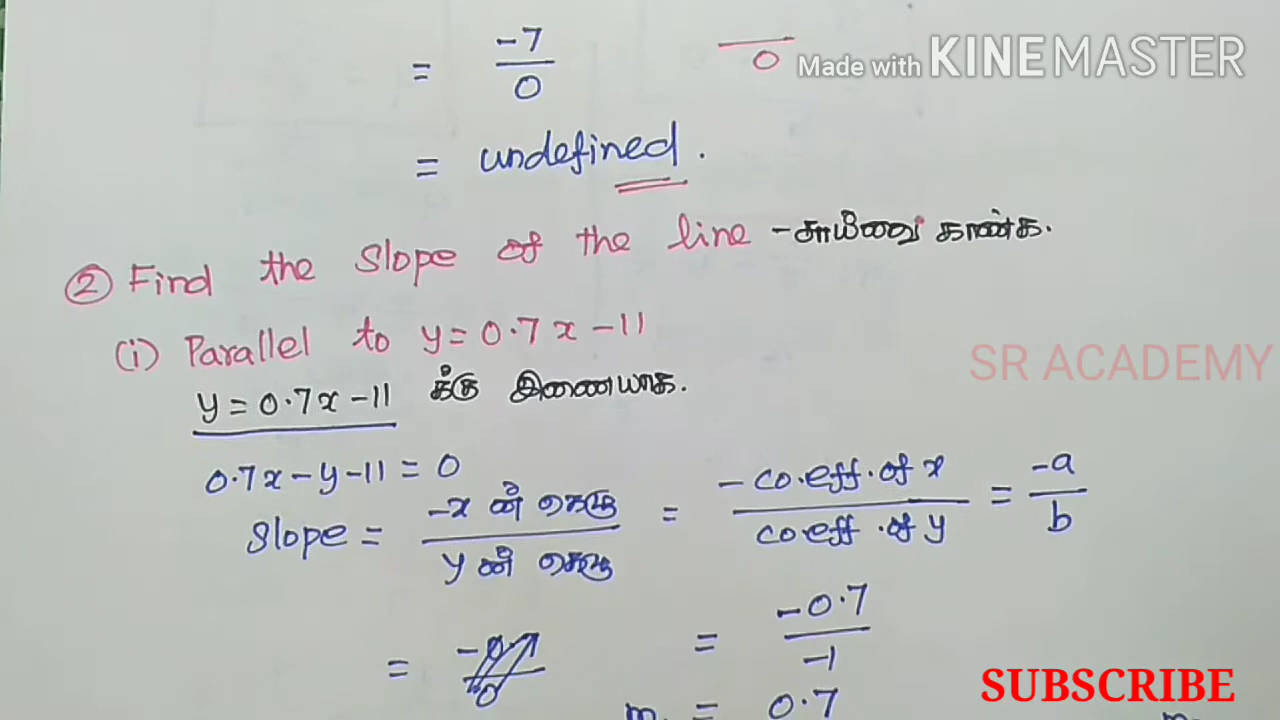 = -7/0
0
Made with KINEMASTER
= undefined.
② Find the Slope of the line - சாய்வை காண்க.
(i) Parallel to y = 0.7x - 11
SR ACADEMY
y = 0.7x - 11 க்கு இணையாக.
0.7x - y - 11 = 0
Slope = -x ன் கெழு / y ன் கெழு = - co.eff. of x / co.eff. of y = -a/b
= = -0.7/-1
SUBSCRIBE
= 0.7